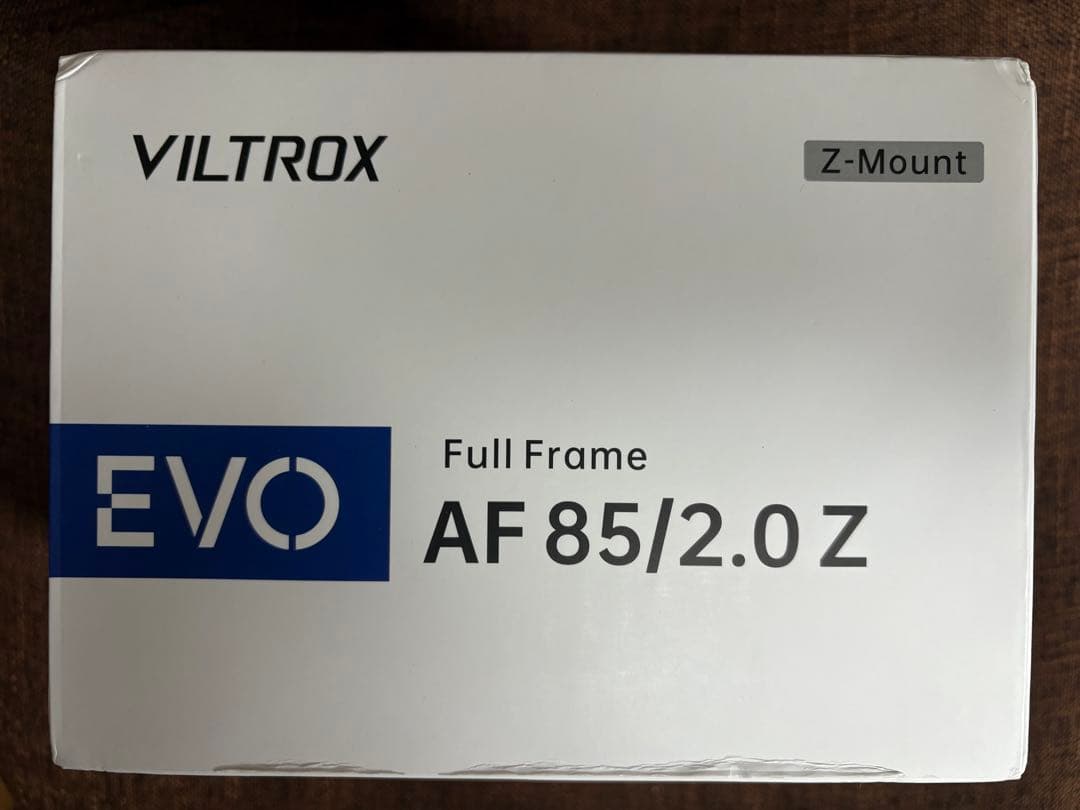 VILTROX
Z-Mount
EVO
Full Frame
AF 85/2.0 Z